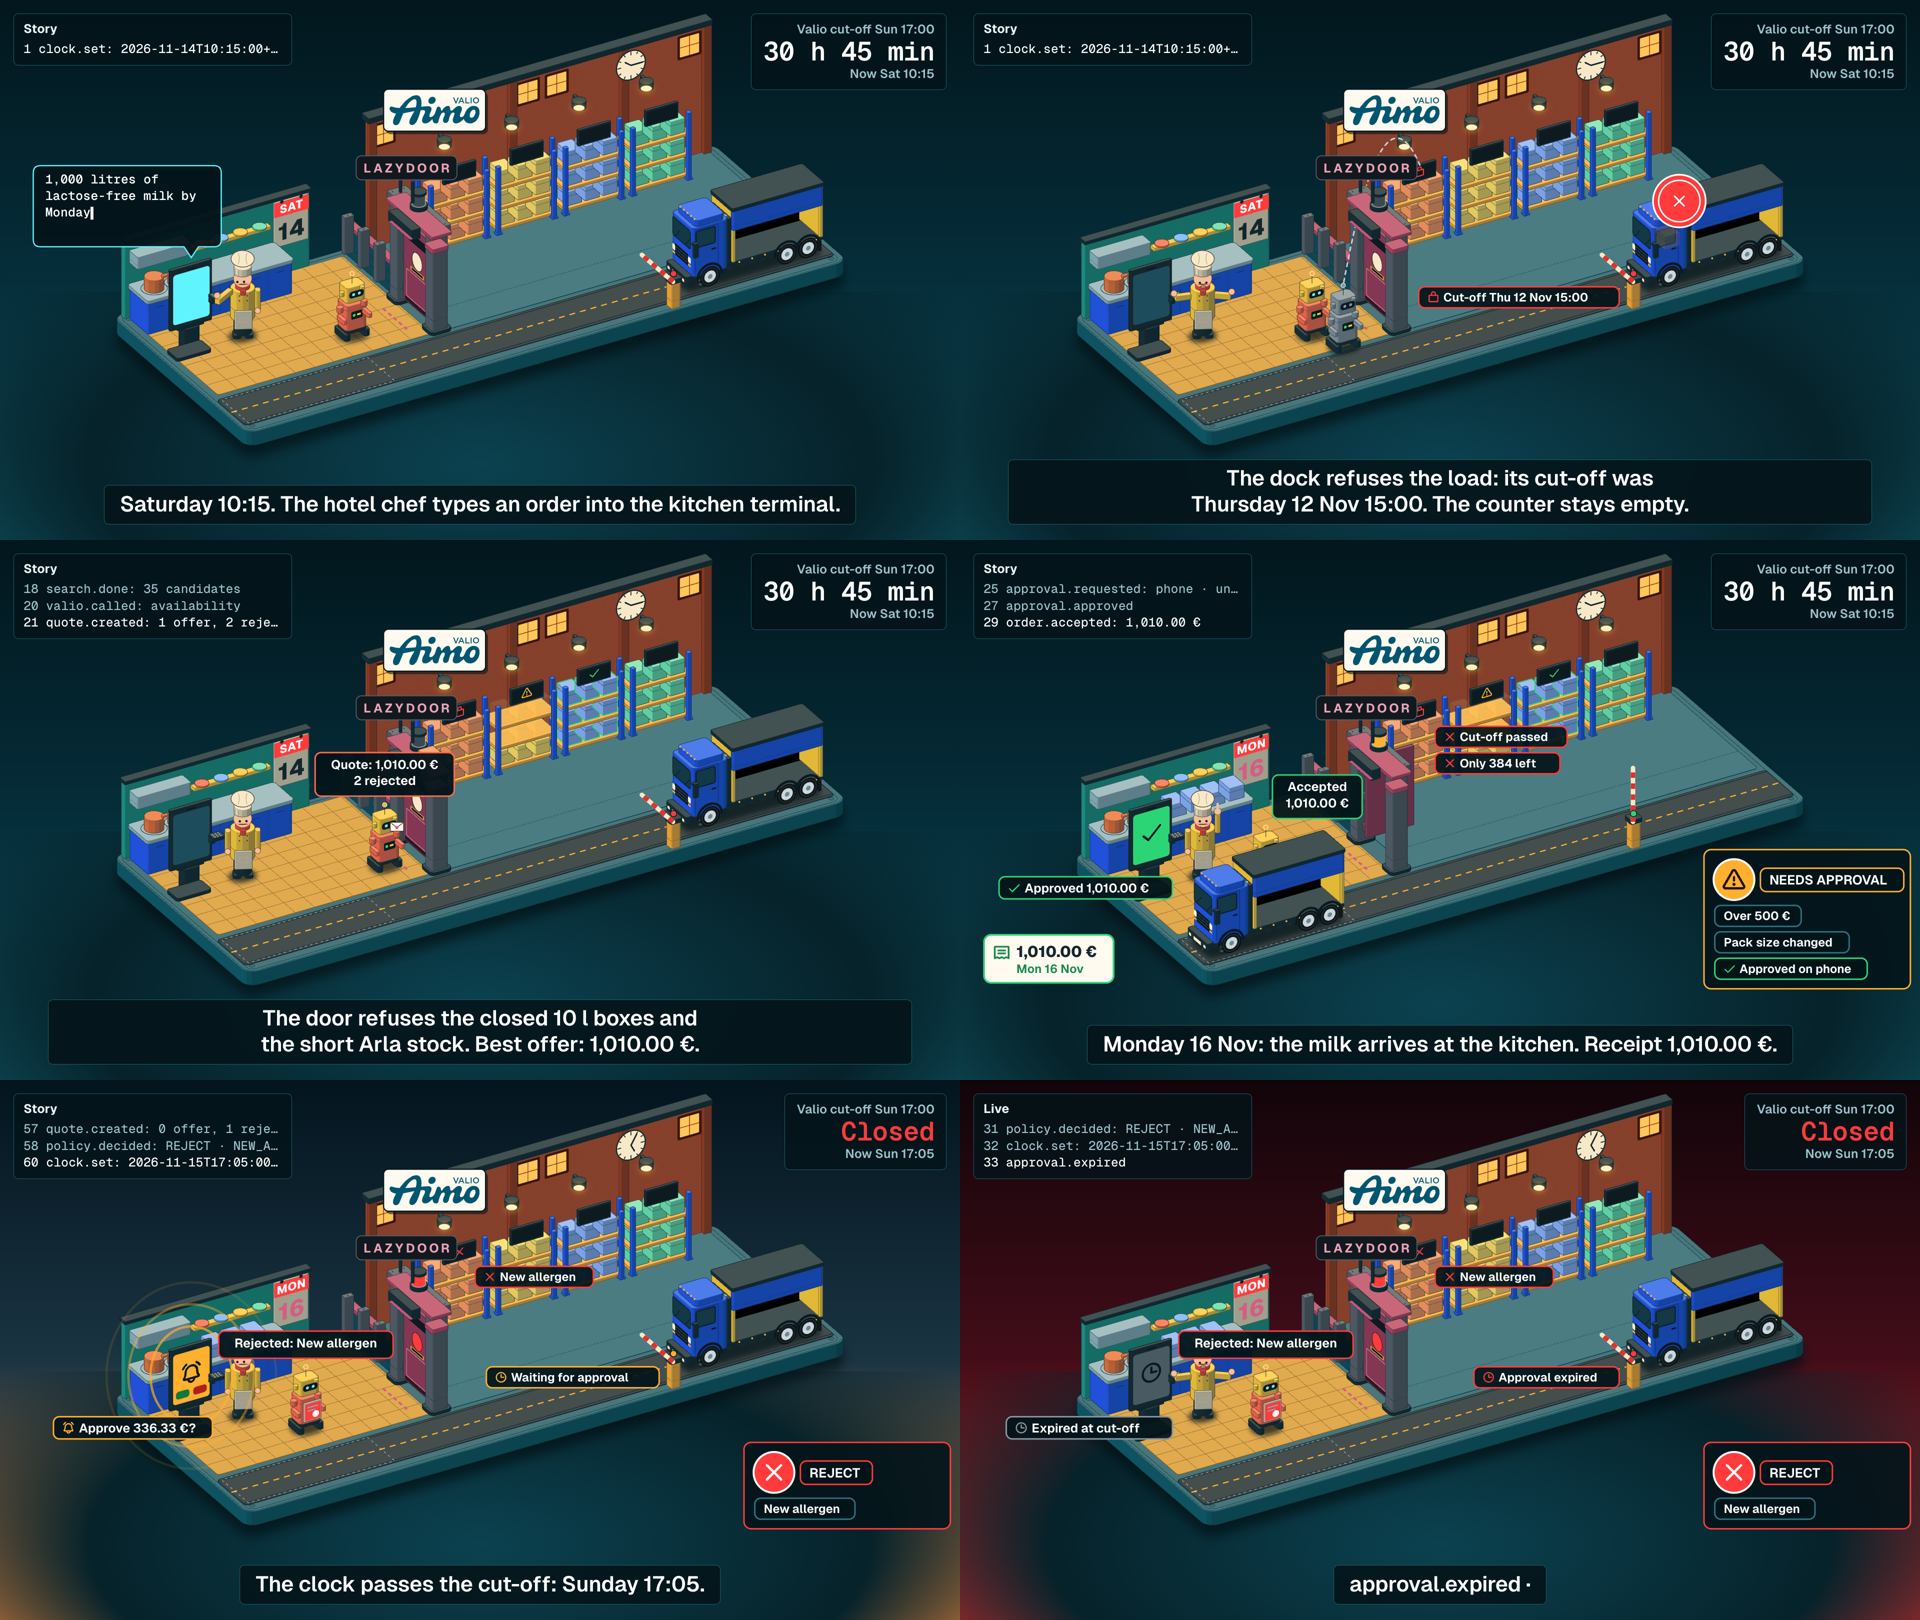 Story
1 clock.set: 2026-11-14T10:15:00+…
Valio cut-off Sun 17:00
30 h 45 min
Now Sat 10:15
VALIO
Aimo
LAZYDOOR
1,000 litres of
lactose-free milk by
Monday
SAT
14
Saturday 10:15. The hotel chef types an order into the kitchen terminal.
Story
1 clock.set: 2026-11-14T10:15:00+…
Valio cut-off Sun 17:00
30 h 45 min
Now Sat 10:15
VALIO
Aimo
LAZYDOOR
SAT
14
Cut-off Thu 12 Nov 15:00
The dock refuses the load: its cut-off was
Thursday 12 Nov 15:00. The counter stays empty.
Story
18 search.done: 35 candidates
20 valio.called: availability
21 quote.created: 1 offer, 2 reje…
Valio cut-off Sun 17:00
30 h 45 min
Now Sat 10:15
VALIO
Aimo
LAZYDOOR
SAT
14
Quote: 1,010.00 €
2 rejected
The door refuses the closed 10 l boxes and
the short Arla stock. Best offer: 1,010.00 €.
Story
25 approval.requested: phone · un…
27 approval.approved
29 order.accepted: 1,010.00 €
Valio cut-off Sun 17:00
30 h 45 min
Now Sat 10:15
VALIO
Aimo
LAZYDOOR
Cut-off passed
Only 384 left
MON
16
Accepted
1,010.00 €
Approved 1,010.00 €
1,010.00 €
Mon 16 Nov
NEEDS APPROVAL
Over 500 €
Pack size changed
Approved on phone
Monday 16 Nov: the milk arrives at the kitchen. Receipt 1,010.00 €.
Story
57 quote.created: 0 offer, 1 reje…
58 policy.decided: REJECT · NEW_A…
60 clock.set: 2026-11-15T17:05:00…
Valio cut-off Sun 17:00
Closed
Now Sun 17:05
VALIO
Aimo
LAZYDOOR
New allergen
MON
16
Rejected: New allergen
Waiting for approval
Approve 336.33 €?
REJECT
New allergen
The clock passes the cut-off: Sunday 17:05.
Live
31 policy.decided: REJECT · NEW_A…
32 clock.set: 2026-11-15T17:05:00…
33 approval.expired
Valio cut-off Sun 17:00
Closed
Now Sun 17:05
VALIO
Aimo
LAZYDOOR
New allergen
MON
16
Rejected: New allergen
Approval expired
Expired at cut-off
REJECT
New allergen
approval.expired ·